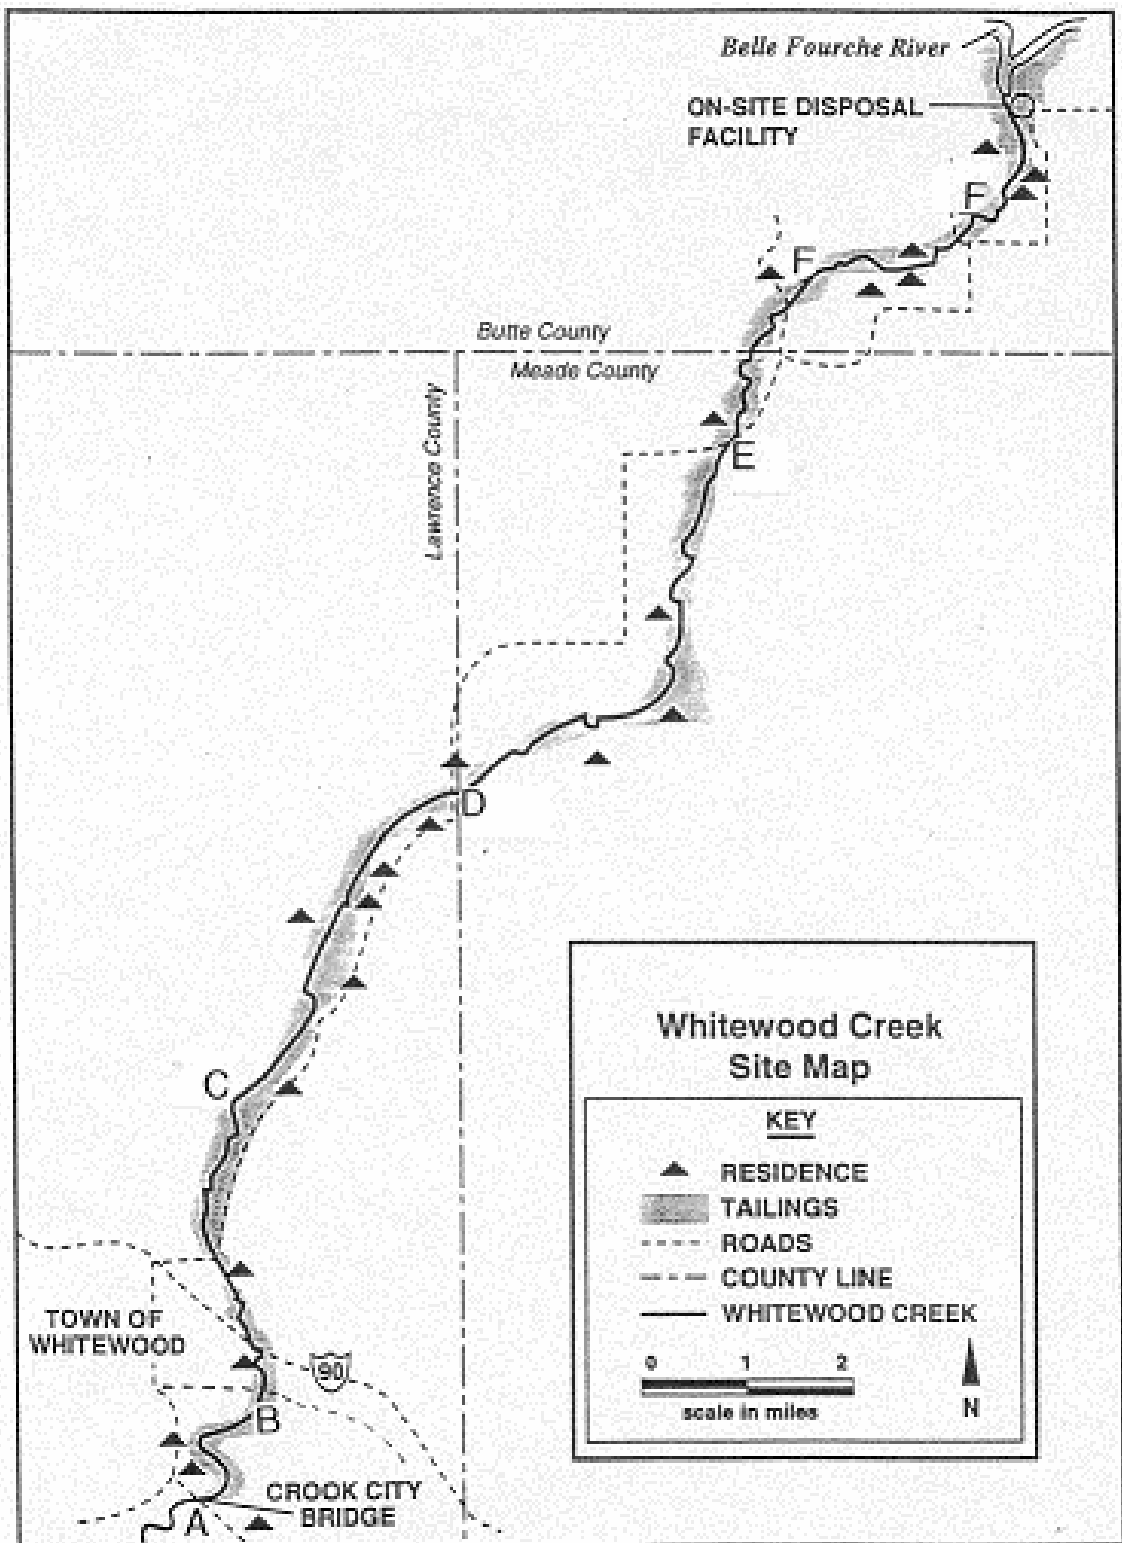 Belle Fourche River
ON-SITE DISPOSAL
FACILITY
F
F
Butte County
Meade County
Lawrence County
E
D
C
Whitewood Creek
Site Map
KEY
RESIDENCE
TAILINGS
ROADS
COUNTY LINE
WHITEWOOD CREEK
0 1 2
scale in miles
N
TOWN OF
WHITEWOOD
90
B
CROOK CITY
BRIDGE
A